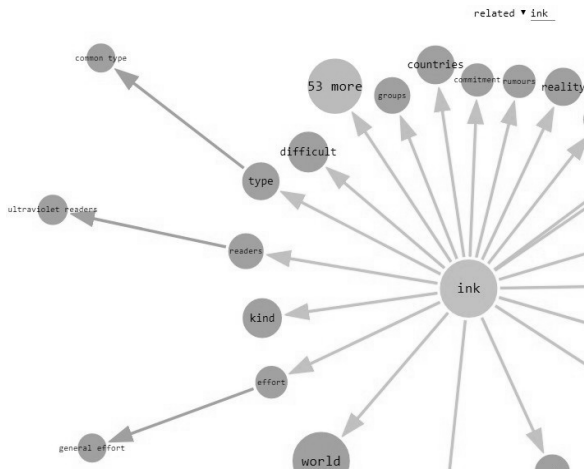 related ▼ ink
common type
53 more
groups
countries
commitment
rumours
reality
difficult
type
ultraviolet readers
readers
ink
kind
effort
general effort
world